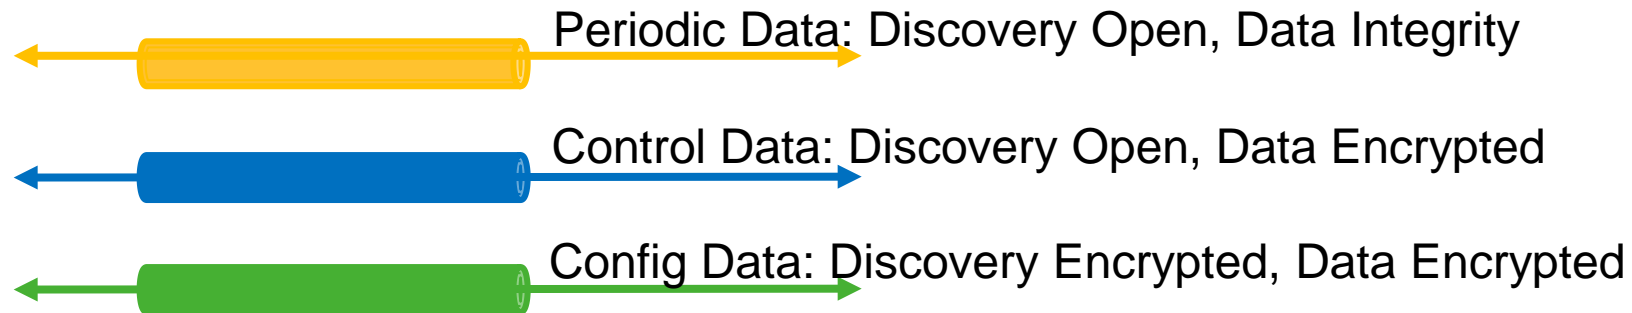 Periodic Data: Discovery Open, Data Integrity
Control Data: Discovery Open, Data Encrypted
Config Data: Discovery Encrypted, Data Encrypted